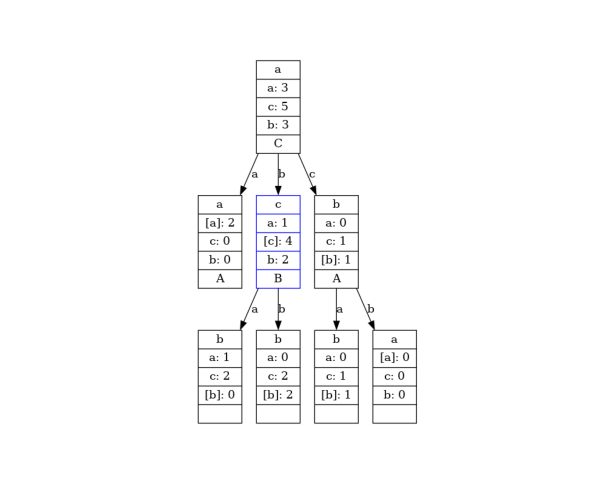 a
a: 3
c: 5
b: 3
C
a
b
c
a
[a]: 2
c: 0
b: 0
A
c
a: 1
[c]: 4
b: 2
B
b
a: 0
c: 1
[b]: 1
A
a
b
a
b
b
a: 1
c: 2
[b]: 0
b
a: 0
c: 2
[b]: 2
b
a: 0
c: 1
[b]: 1
a
[a]: 0
c: 0
b: 0